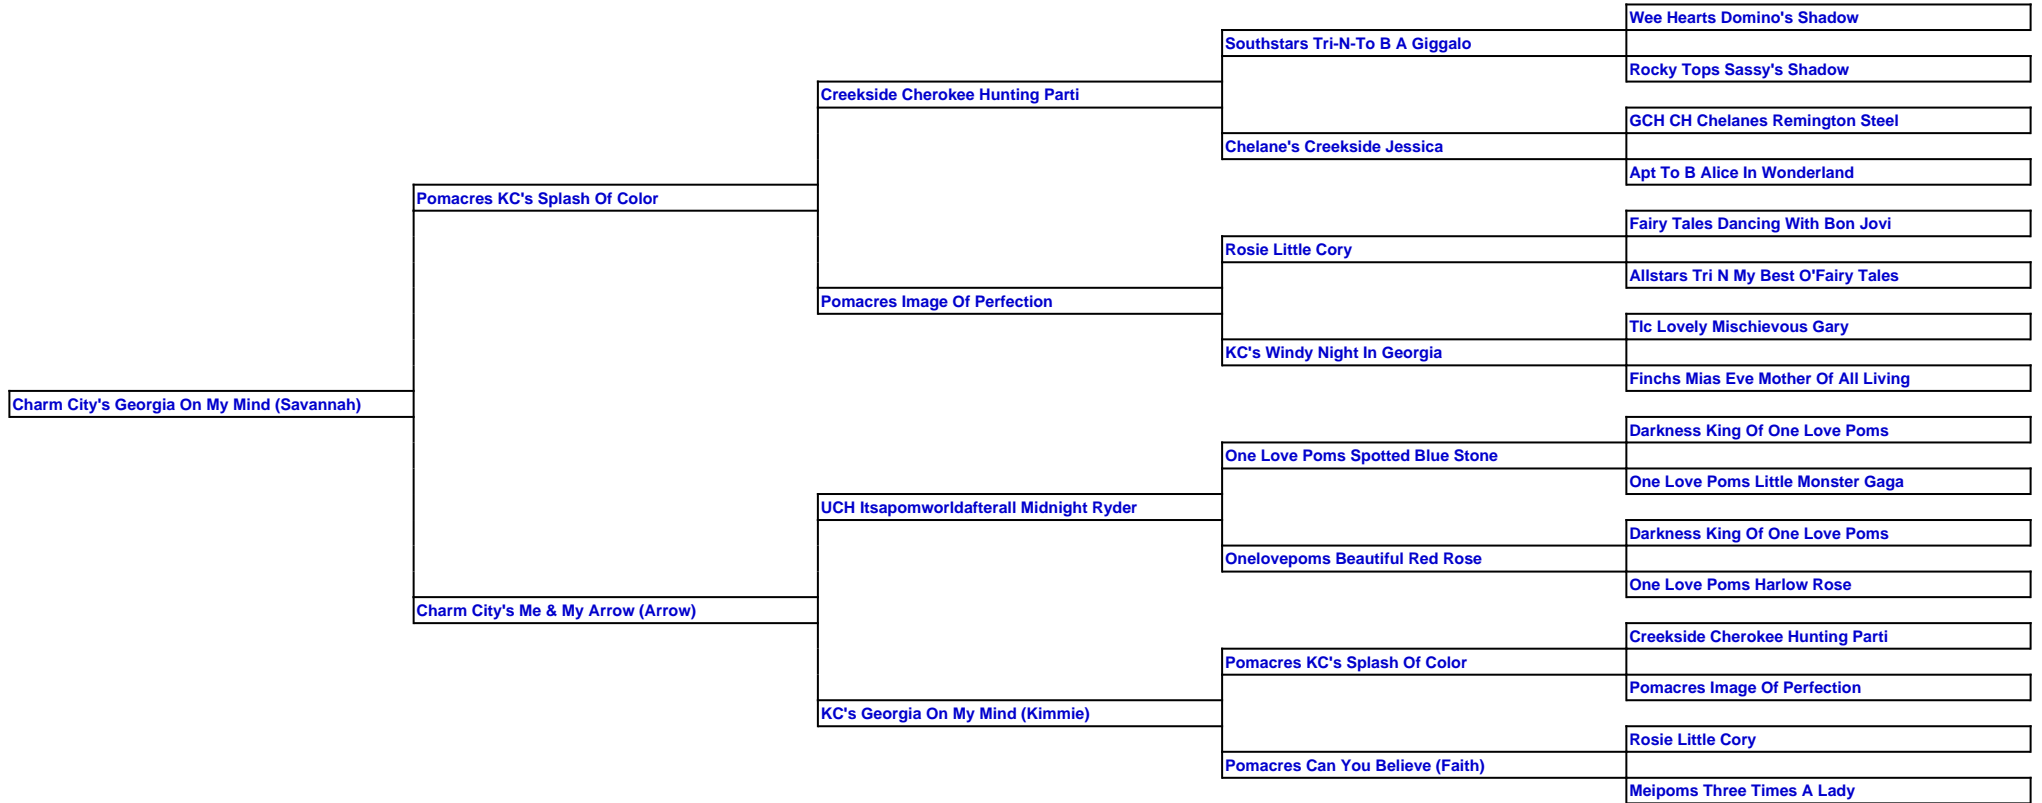 Wee Hearts Domino's Shadow
Southstars Tri-N-To B A Giggalo
Rocky Tops Sassy's Shadow
Creekside Cherokee Hunting Parti
GCH CH Chelanes Remington Steel
Chelane's Creekside Jessica
Apt To B Alice In Wonderland
Pomacres KC's Splash Of Color
Fairy Tales Dancing With Bon Jovi
Rosie Little Cory
Allstars Tri N My Best O'Fairy Tales
Pomacres Image Of Perfection
Tlc Lovely Mischievous Gary
KC's Windy Night In Georgia
Finchs Mias Eve Mother Of All Living
Charm City's Georgia On My Mind (Savannah)
Darkness King Of One Love Poms
One Love Poms Spotted Blue Stone
One Love Poms Little Monster Gaga
UCH Itsapomworldafterall Midnight Ryder
Darkness King Of One Love Poms
Onelovepoms Beautiful Red Rose
One Love Poms Harlow Rose
Charm City's Me & My Arrow (Arrow)
Creekside Cherokee Hunting Parti
Pomacres KC's Splash Of Color
Pomacres Image Of Perfection
KC's Georgia On My Mind (Kimmie)
Rosie Little Cory
Pomacres Can You Believe (Faith)
Meipoms Three Times A Lady